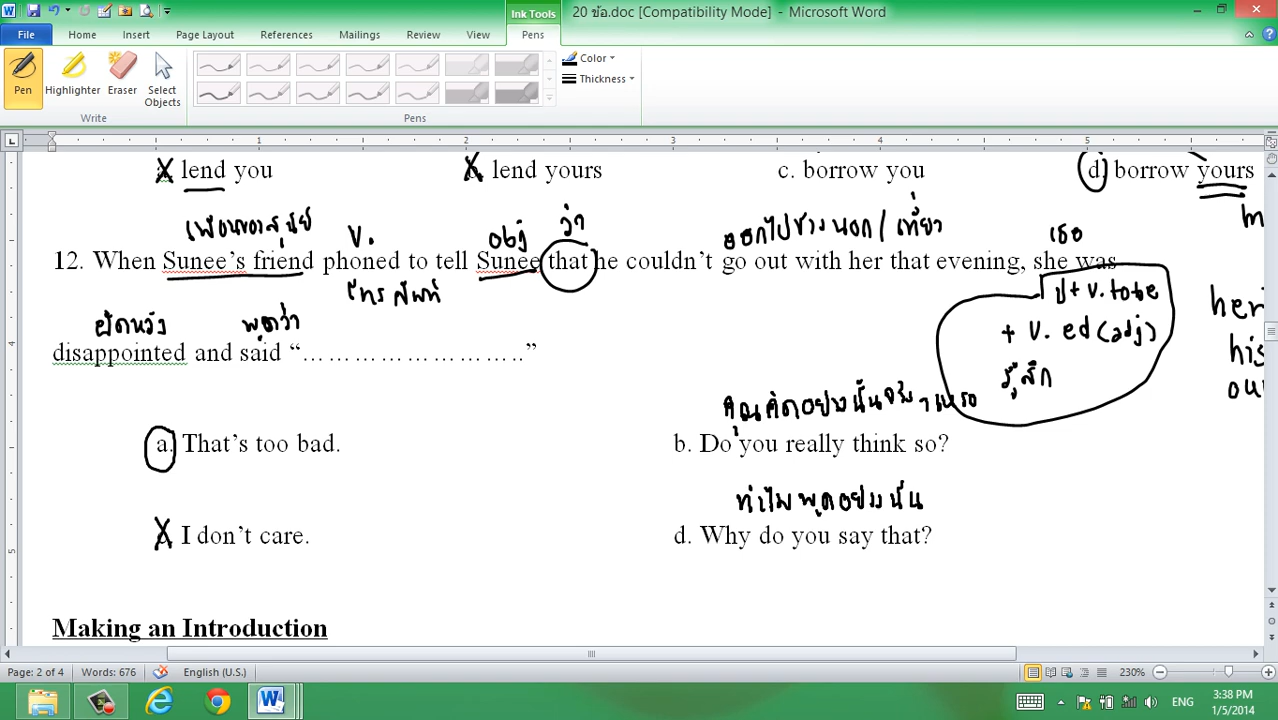 Ink Tools
20 ข้อ.doc [Compatibility Mode] - Microsoft Word
File Home Insert Page Layout References Mailings Review View Pens
Pen Highlighter Eraser Select Objects
Color
Thickness
Write Pens
1 2 3 4 5
a. lend you lend yours c. borrow you d. borrow yours
เพื่อนของสุนีย์ v. obj ว่า ออกไปข้างนอก / เที่ยว เธอ
12. When Sunee’s friend phoned to tell Sunee that he couldn’t go out with her that evening, she was
โทรศัพท์ ป + v. to be
ผิดหวัง พูดว่า + v. ed (adj)
disappointed and said “……………………..”
รู้สึก
her
his
ou
คุณคิดอย่างนั้นจริงๆ เหรอ
a. That’s too bad. b. Do you really think so?
ทำไมพูดอย่างนั้น
I don’t care. d. Why do you say that?
Making an Introduction
Page: 2 of 4 Words: 676 English (U.S.) 230%
ENG
3:38 PM
1/5/2014